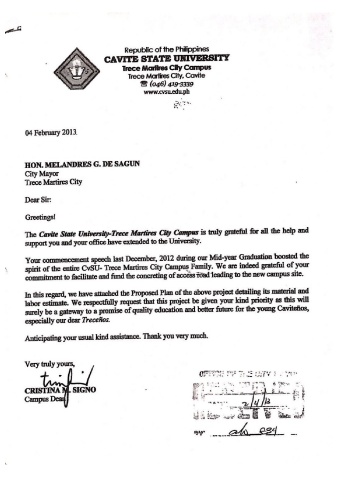 Republic of the Philippines
CAVITE STATE UNIVERSITY
Trece Martires City Campus
Trece Martires City, Cavite
☎ (046) 419-3339
www.cvsu.edu.ph
04 February 2013
HON. MELANDRES G. DE SAGUN
City Mayor
Trece Martires City
Dear Sir:
Greetings!
The Cavite State University-Trece Martires City Campus is truly grateful for all the help and
support you and your office have extended to the University.
Your commencement speech last December, 2012 during our Mid-year Graduation boosted the
spirit of the entire CvSU- Trece Martires City Campus Family. We are indeed grateful of your
commitment to facilitate and fund the concreting of access road leading to the new campus site.
In this regard, we have attached the Proposed Plan of the above project detailing its material and
labor estimate. We respectfully request that this project be given your kind priority as this will
surely be a gateway to a promise of quality education and better future for the young Caviteños,
especially our dear Treceños.
Anticipating your usual kind assistance. Thank you very much.
Very truly yours,
CRISTINA M. SIGNO
Campus Dean
OFFICE OF THE CITY
2/4/13